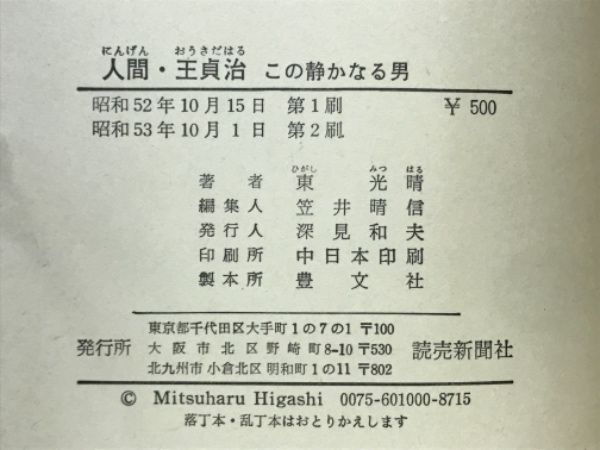 にんげん おうさだはる
人間・王貞治 この静かなる男
昭和52年10月15日 第1刷 ¥500
昭和53年10月1日 第2刷
ひがし みつ はる
著者 東光晴
編集人 笠井晴信
発行人 深見和夫
印刷所 中日本印刷
製本所 豊文社
東京都千代田区大手町1の7の1 〒100
発行所 大阪市北区野崎町8-10 〒530 読売新聞社
北九州市小倉北区明和町1の11 〒802
© Mitsuharu Higashi 0075-601000-8715
落丁本・乱丁本はおとりかえします